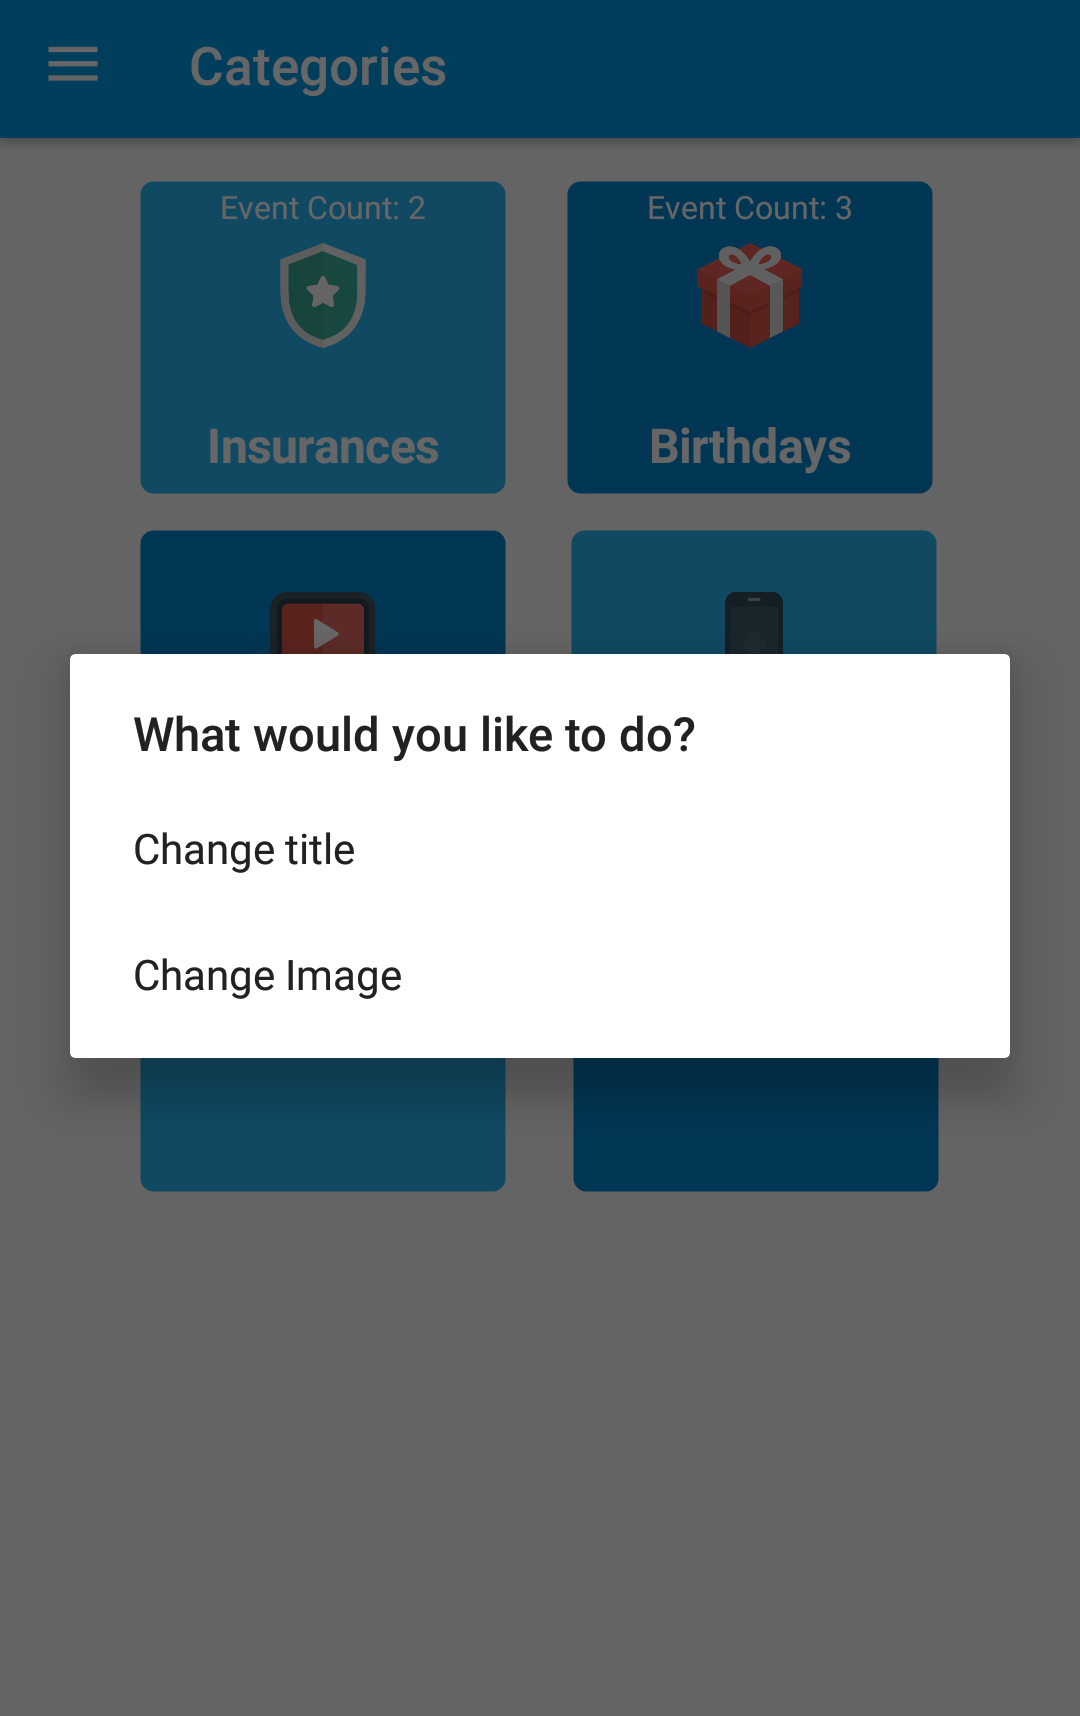 Categories
Event Count: 2
Event Count: 3
Insurances
Birthdays
What would you like to do?
Change title
Change Image